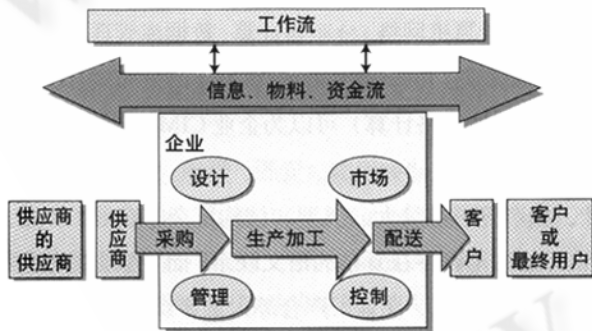 工作流
信息、物料、资金流
企业
设计
市场
供应商
的
供应商
供应商
采购
生产加工
配送
客户
客户
或
最终用户
管理
控制